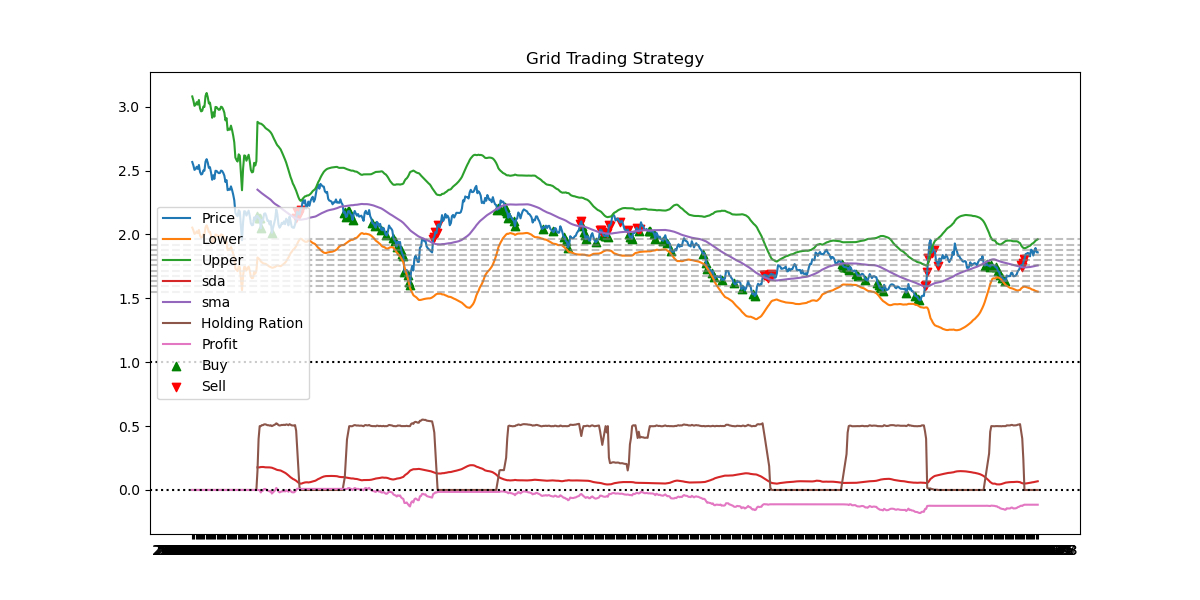 Grid Trading Strategy
3.0
2.5
2.0
1.5
1.0
0.5
0.0
Price
Lower
Upper
sda
sma
Holding Ration
Profit
Buy
Sell